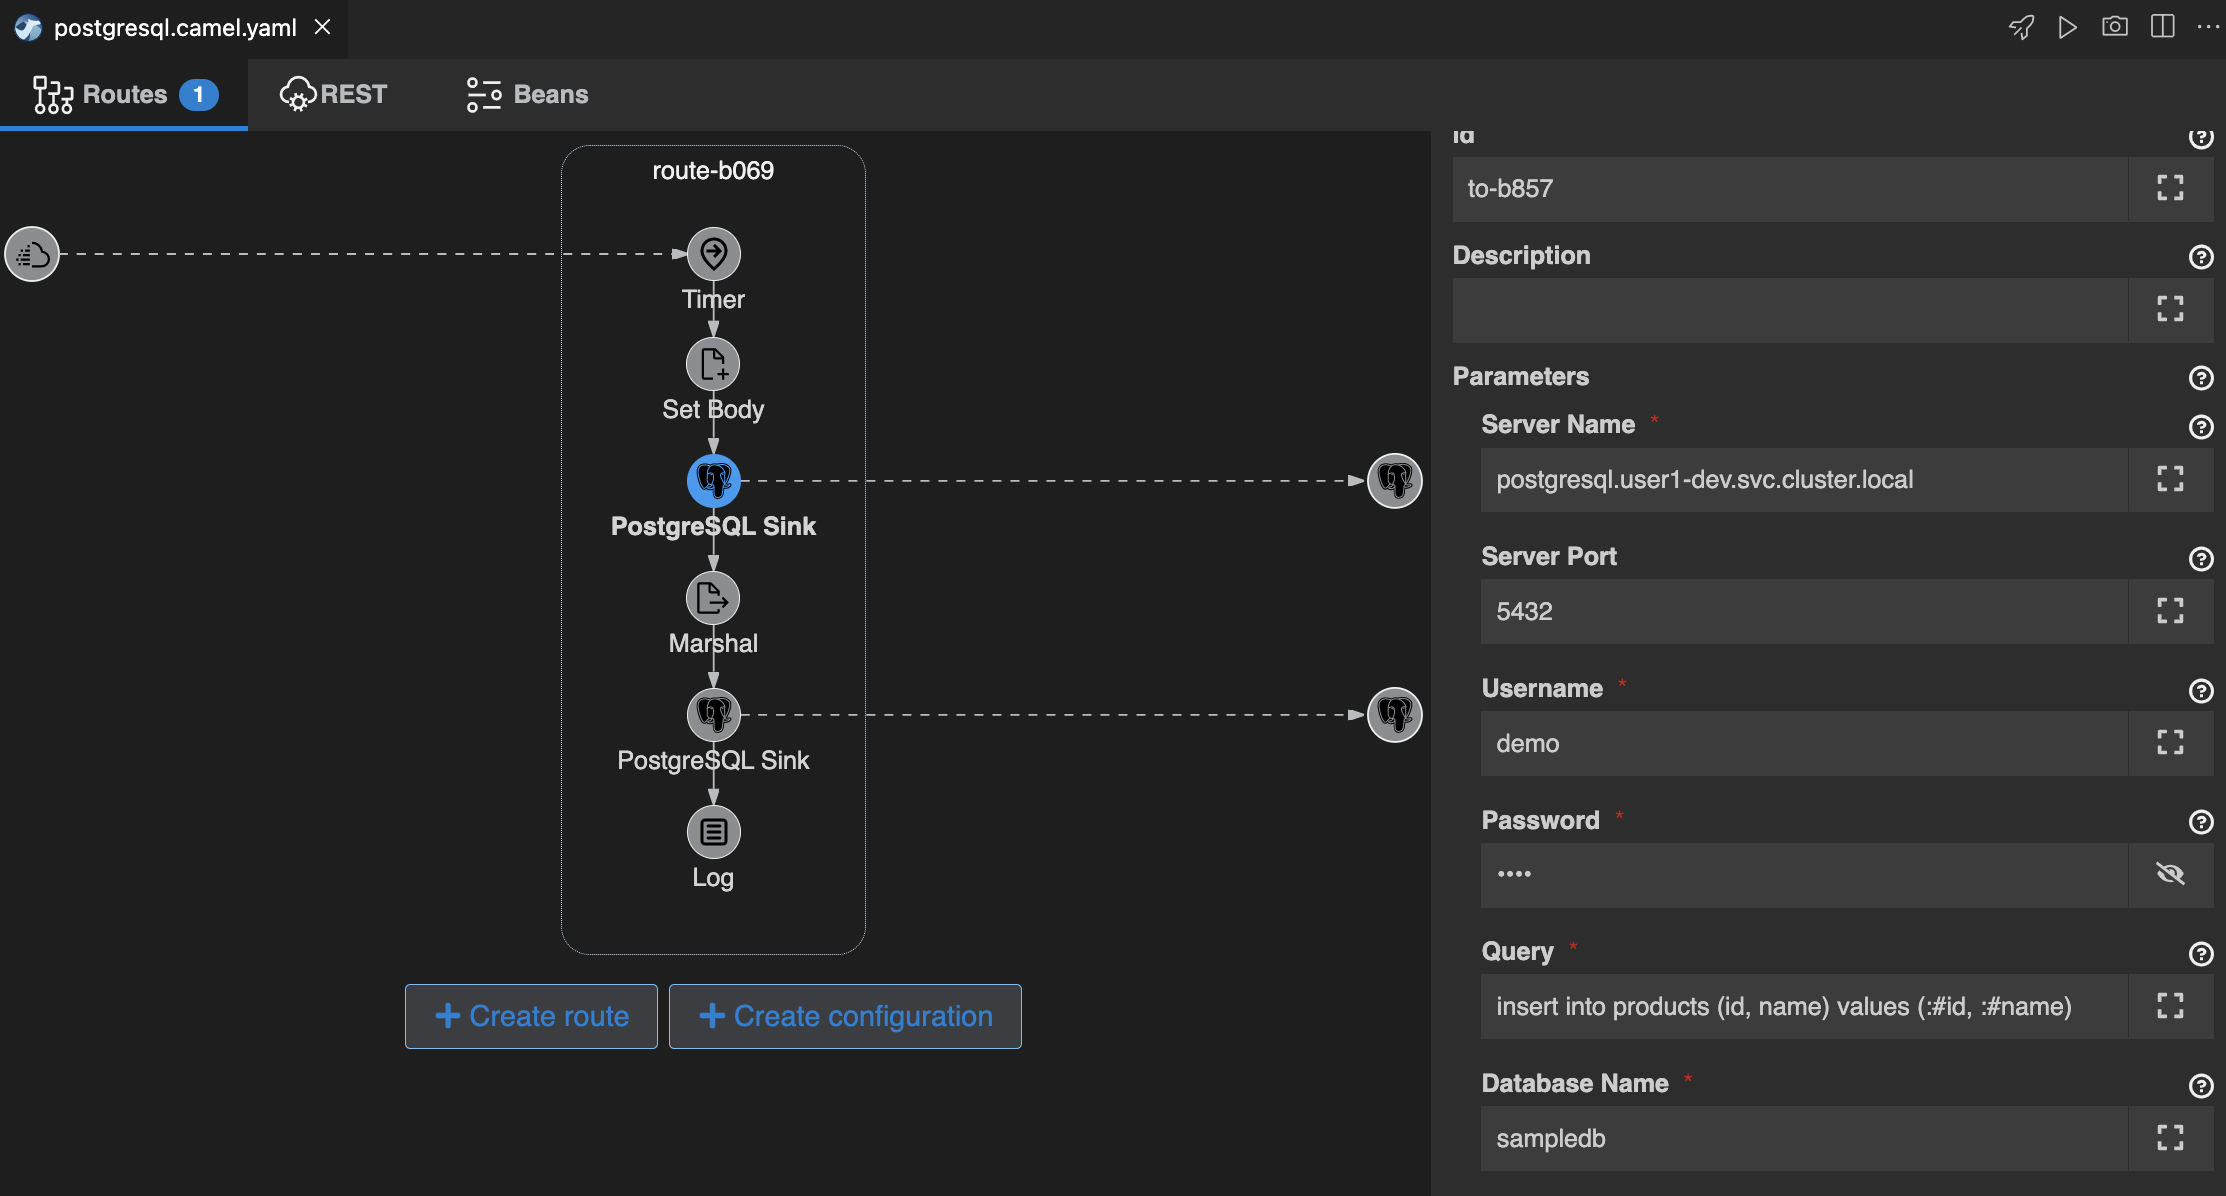 postgresql.camel.yaml
Routes 1
REST
Beans
route-b069
Timer
Set Body
PostgreSQL Sink
Marshal
PostgreSQL Sink
Log
Create route
Create configuration
Id
to-b857
Description
Parameters
Server Name *
postgresql.user1-dev.svc.cluster.local
Server Port
5432
Username *
demo
Password *
••••
Query *
insert into products (id, name) values (:#id, :#name)
Database Name *
sampledb